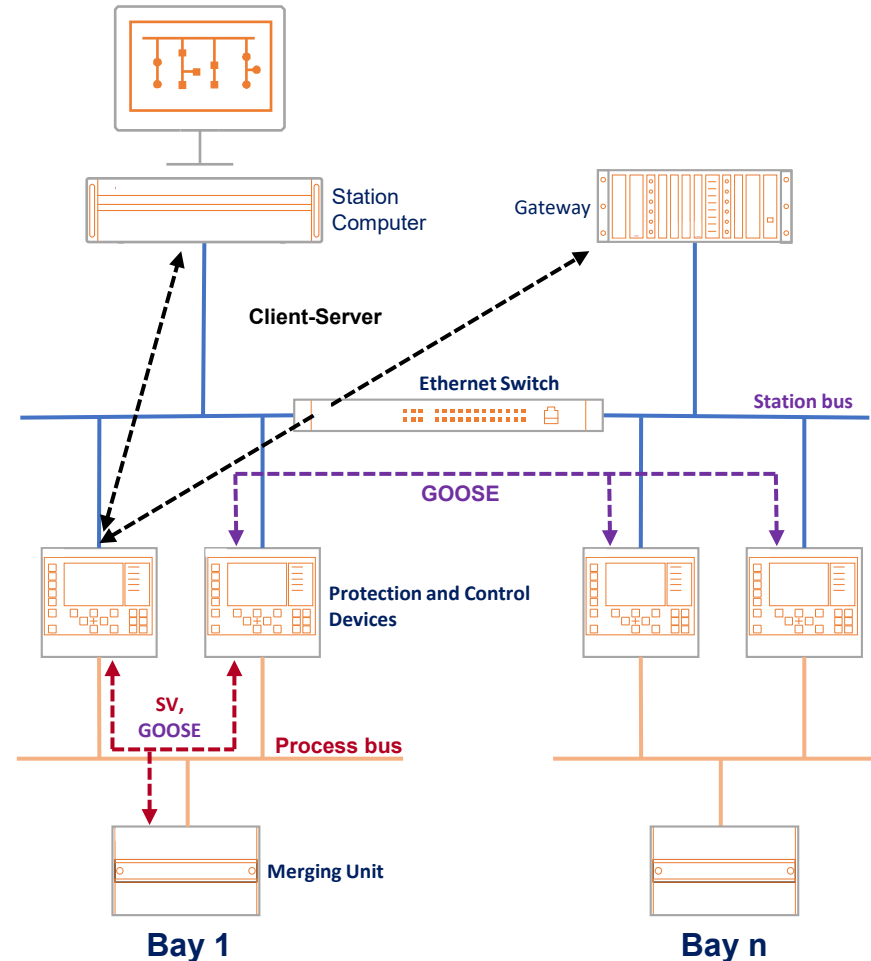 Station
Computer
Gateway
Client-Server
Ethernet Switch
Station bus
GOOSE
Protection and Control
Devices
SV,
GOOSE
Process bus
Merging Unit
Bay 1
Bay n